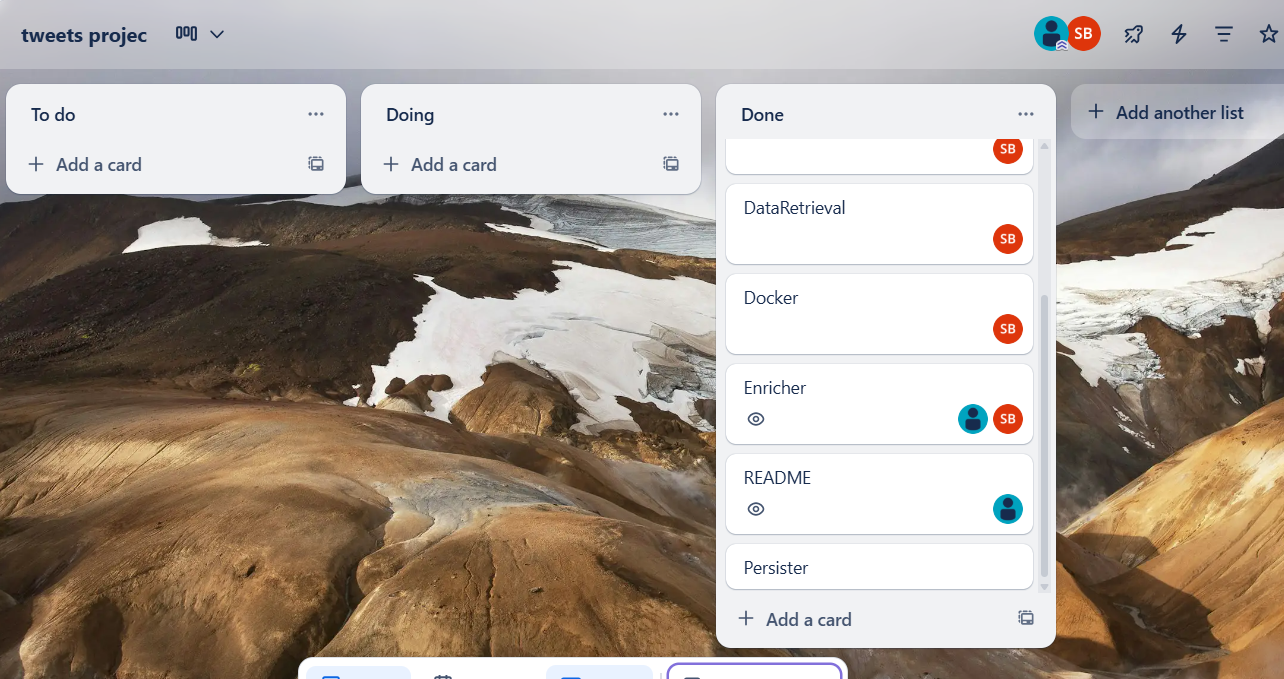 tweets projec
SB
To do
Add a card
Doing
Add a card
Done
SB
DataRetrieval
SB
Docker
SB
Enricher
SB
README
Persister
Add a card
Add another list